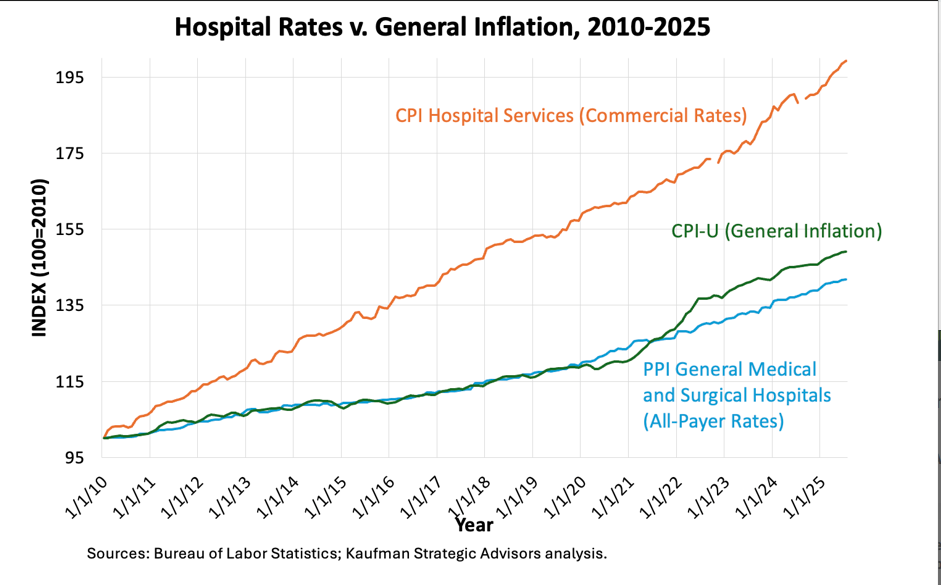 Hospital Rates v. General Inflation, 2010-2025
195
175
155
135
115
95
INDEX (100=2010)
CPI Hospital Services (Commercial Rates)
CPI-U (General Inflation)
PPI General Medical
and Surgical Hospitals
(All-Payer Rates)
1/1/10
1/1/11
1/1/12
1/1/13
1/1/14
1/1/15
1/1/16
1/1/17
1/1/18
1/1/19
1/1/20
1/1/21
1/1/22
1/1/23
1/1/24
1/1/25
Year
Sources: Bureau of Labor Statistics; Kaufman Strategic Advisors analysis.